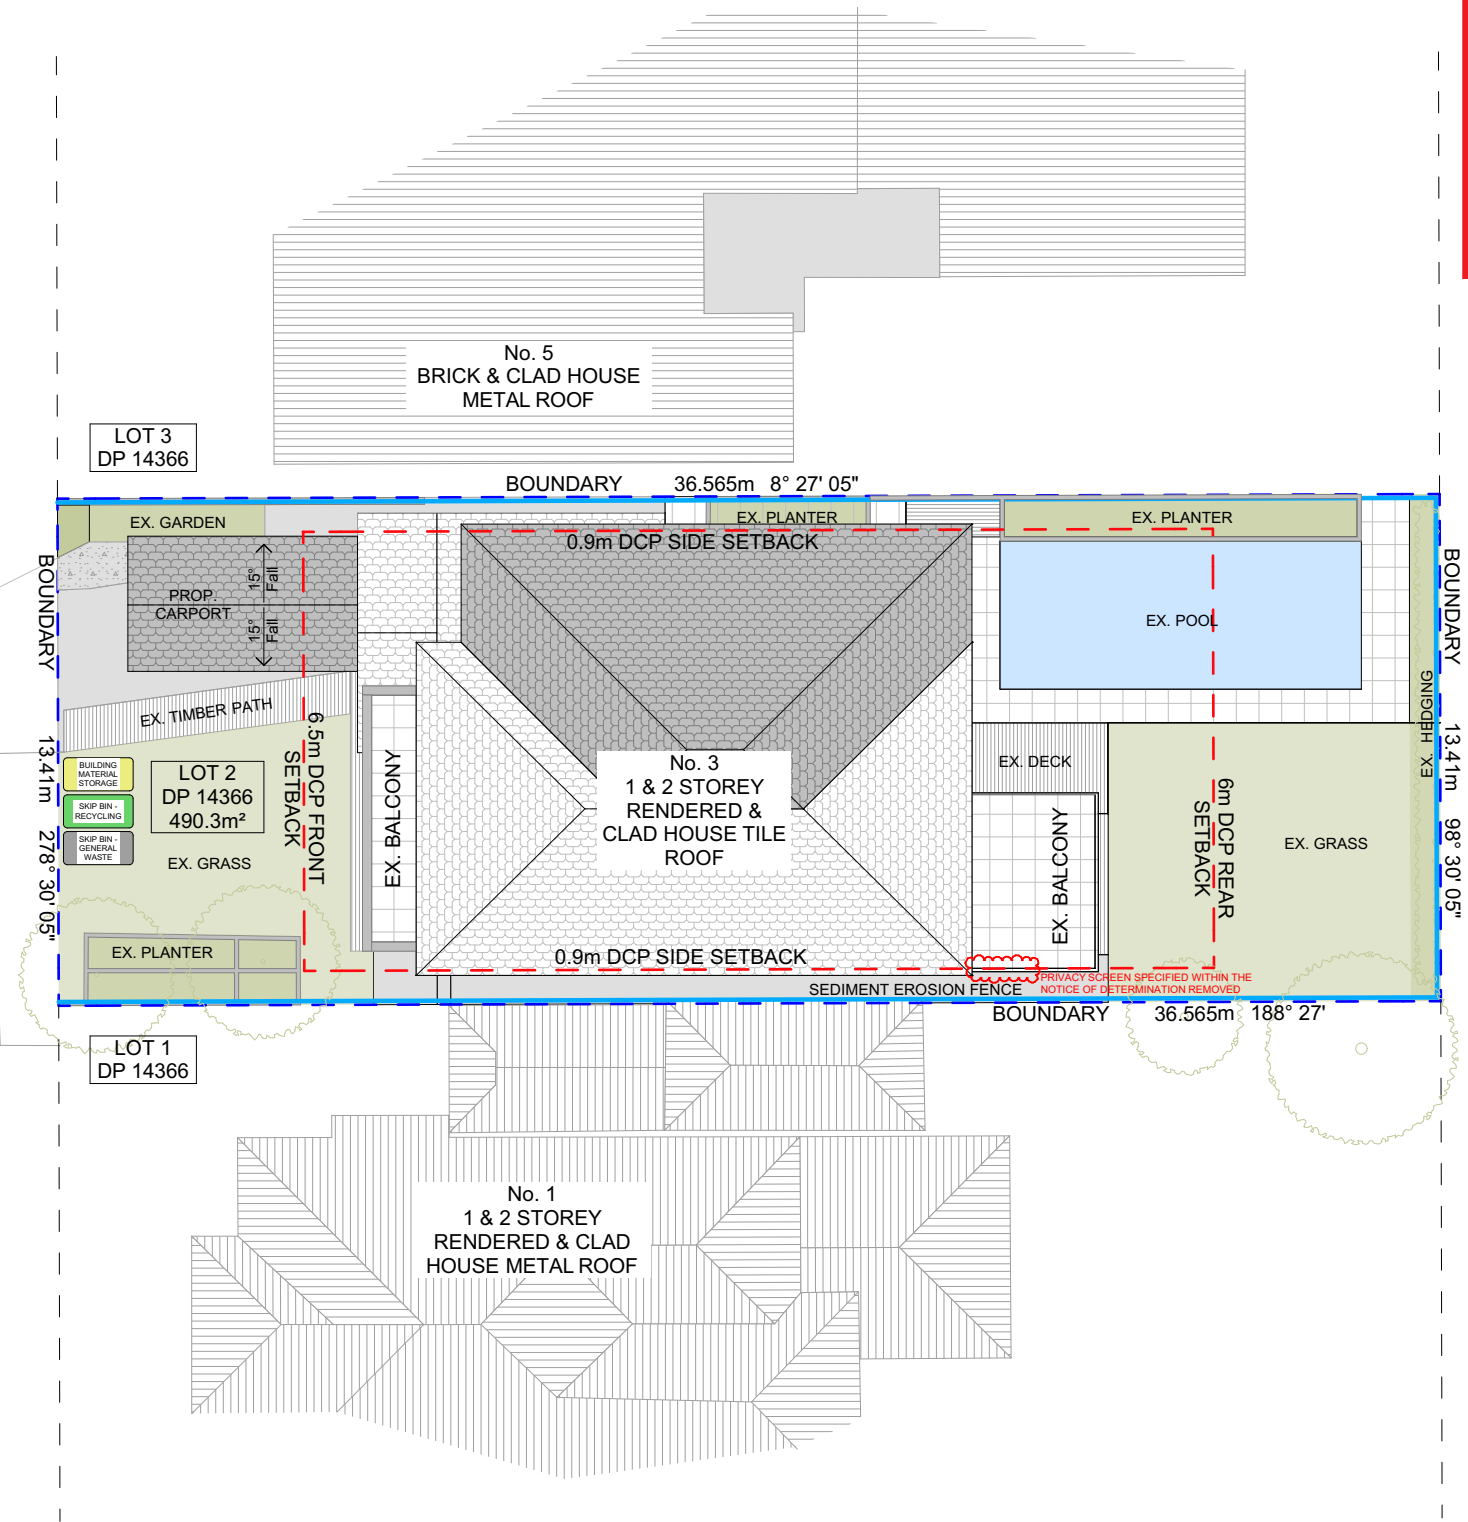 No. 5
BRICK & CLAD HOUSE
METAL ROOF
LOT 3
DP 14366
BOUNDARY
36.565m 8° 27' 05"
EX. GARDEN
EX. PLANTER
EX. PLANTER
0.9m DCP SIDE SETBACK
BOUNDARY
15°
Fall
PROP.
CARPORT
15°
Fall
EX. POOL
BOUNDARY
EX. HEDGING
EX. TIMBER PATH
6.5m DCP FRONT
SETBACK
13.41m 278° 30' 05"
BUILDING
MATERIAL
STORAGE
SKIP BIN -
RECYCLING
SKIP BIN -
GENERAL
WASTE
LOT 2
DP 14366
490.3m²
EX. GRASS
EX. BALCONY
No. 3
1 & 2 STOREY
RENDERED &
CLAD HOUSE TILE
ROOF
EX. DECK
EX. BALCONY
6m DCP REAR
SETBACK
EX. GRASS
13.41m 98° 30' 05"
EX. PLANTER
0.9m DCP SIDE SETBACK
PRIVACY SCREEN SPECIFIED WITHIN THE
NOTICE OF DETERMINATION REMOVED
SEDIMENT EROSION FENCE
BOUNDARY
36.565m 188° 27'
LOT 1
DP 14366
No. 1
1 & 2 STOREY
RENDERED & CLAD
HOUSE METAL ROOF